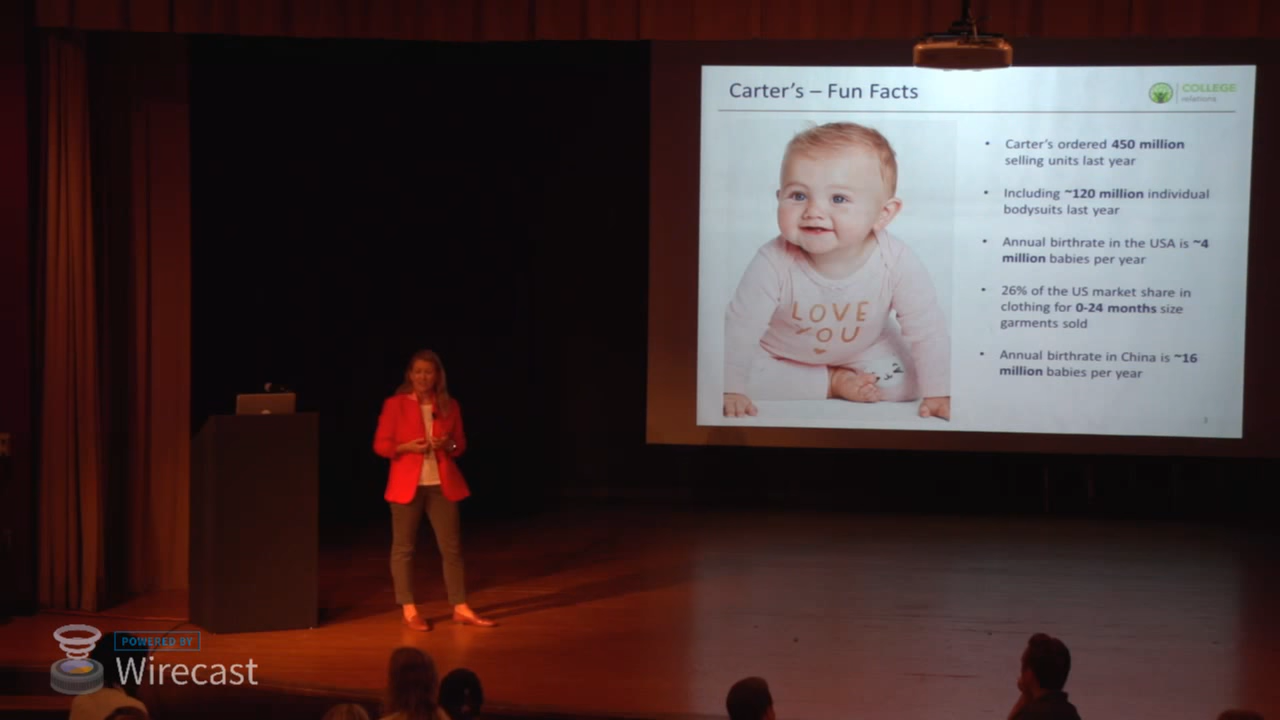 Carter's – Fun Facts
COLLEGE
relations
• Carter's ordered 450 million
selling units last year
• Including ~120 million individual
bodysuits last year
• Annual birthrate in the USA is ~4
million babies per year
• 26% of the US market share in
clothing for 0-24 months size
garments sold
• Annual birthrate in China is ~16
million babies per year
LOVE
YOU
POWERED BY
Wirecast